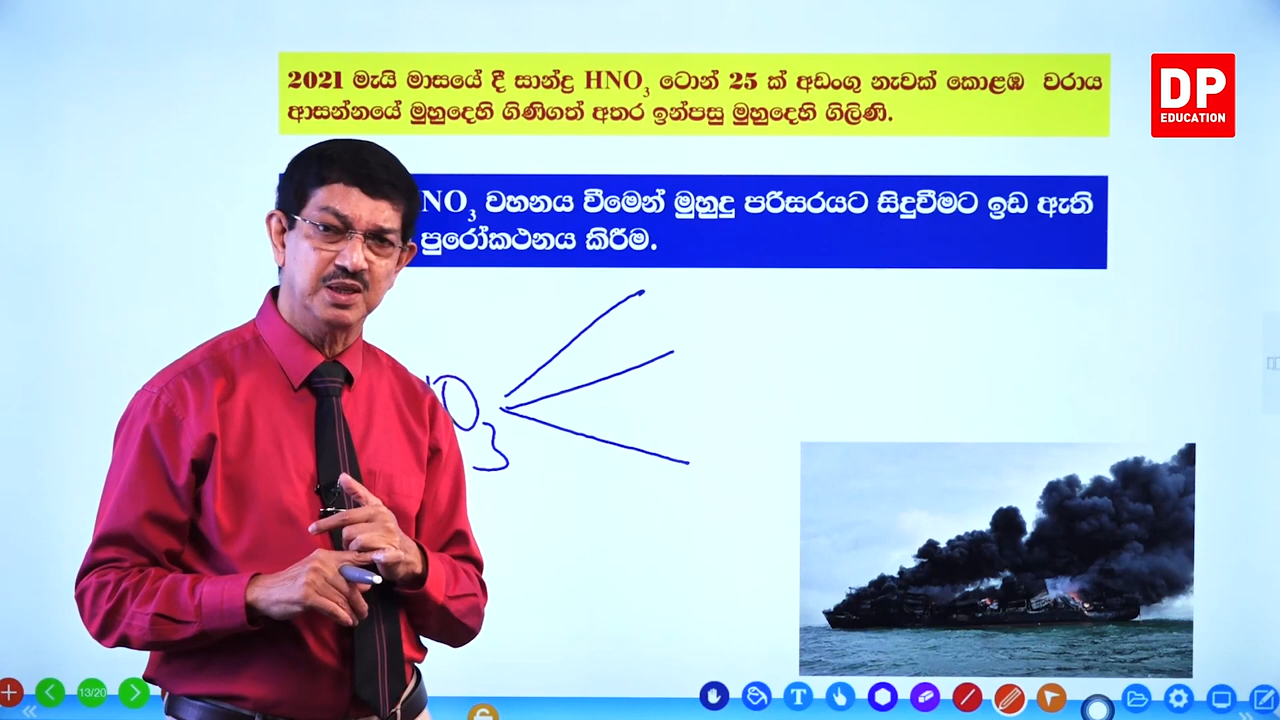 2021 මැයි මාසයේ දී සාන්ද්‍ර HNO₃ ටොන් 25 ක් අඩංගු නැවක් කොළඹ වරාය
ආසන්නයේ මුහුදෙහි ගිණිගත් අතර ඉන්පසු මුහුදෙහි ගිලිණි.
DP
EDUCATION
NO₃ වහනය වීමෙන් මුහුදු පරිසරයට සිදුවීමට ඉඩ ඇති
පුරෝකථනය කිරීම.
O₃
13/20